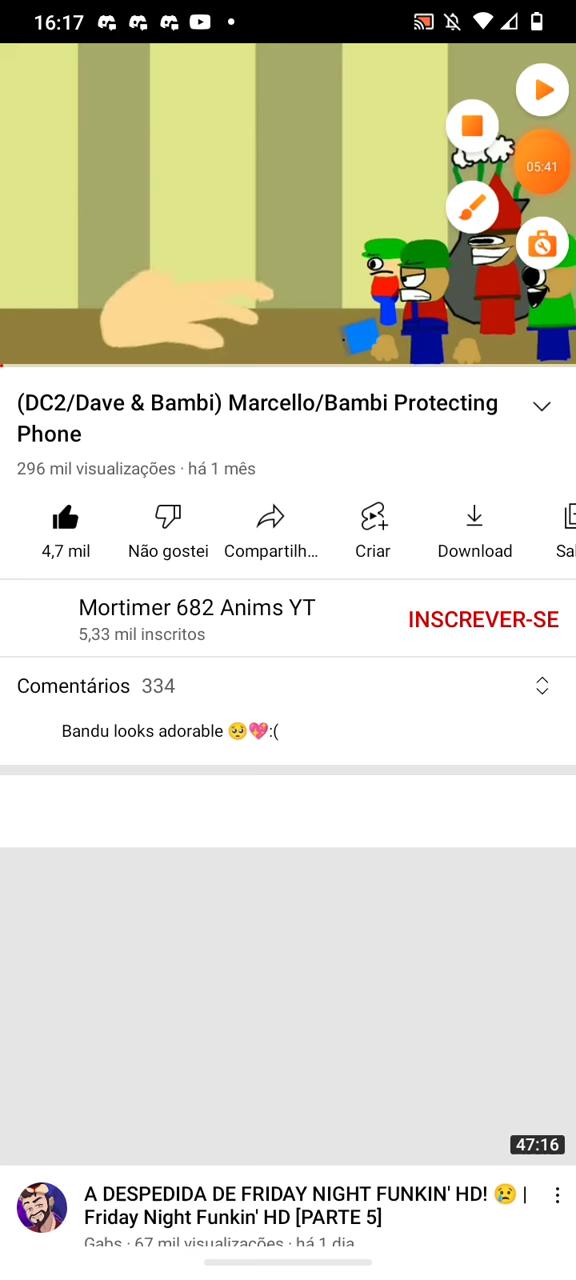 16:17
05:41
(DC2/Dave & Bambi) Marcello/Bambi Protecting
Phone
296 mil visualizações · há 1 mês
4,7 mil
Não gostei
Compartilh...
Criar
Download
Sal
Mortimer 682 Anims YT
INSCREVER-SE
5,33 mil inscritos
Comentários 334
Bandu looks adorable 🥺💖:(
47:16
A DESPEDIDA DE FRIDAY NIGHT FUNKIN' HD! 😢 |
Friday Night Funkin' HD [PARTE 5]
Gabs · 67 mil visualizações · há 1 dia